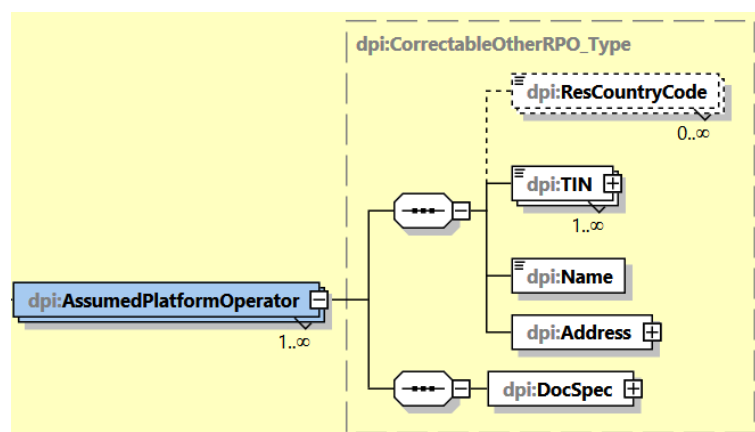 dpi:CorrectableOtherRPO_Type
dpi:ResCountryCode
0..∞
dpi:TIN
1..∞
dpi:Name
dpi:AssumedPlatformOperator
1..∞
dpi:Address
dpi:DocSpec